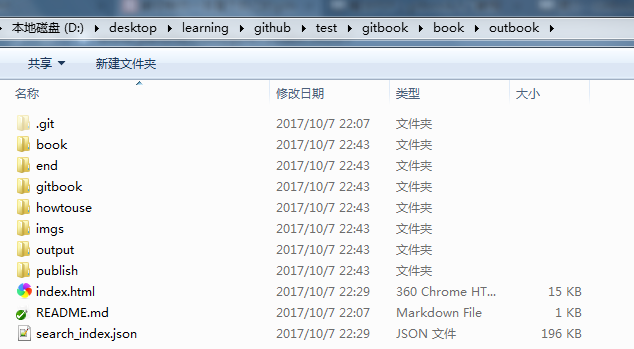 本地磁盘 (D:) ▸ desktop ▸ learning ▸ github ▸ test ▸ gitbook ▸ book ▸ outbook ▸
共享 新建文件夹
名称 修改日期 类型 大小
.git 2017/10/7 22:07 文件夹
book 2017/10/7 22:43 文件夹
end 2017/10/7 22:43 文件夹
gitbook 2017/10/7 22:43 文件夹
howtouse 2017/10/7 22:43 文件夹
imgs 2017/10/7 22:43 文件夹
output 2017/10/7 22:43 文件夹
publish 2017/10/7 22:43 文件夹
index.html 2017/10/7 22:29 360 Chrome HT... 15 KB
README.md 2017/10/7 22:07 Markdown File 1 KB
search_index.json 2017/10/7 22:29 JSON 文件 196 KB